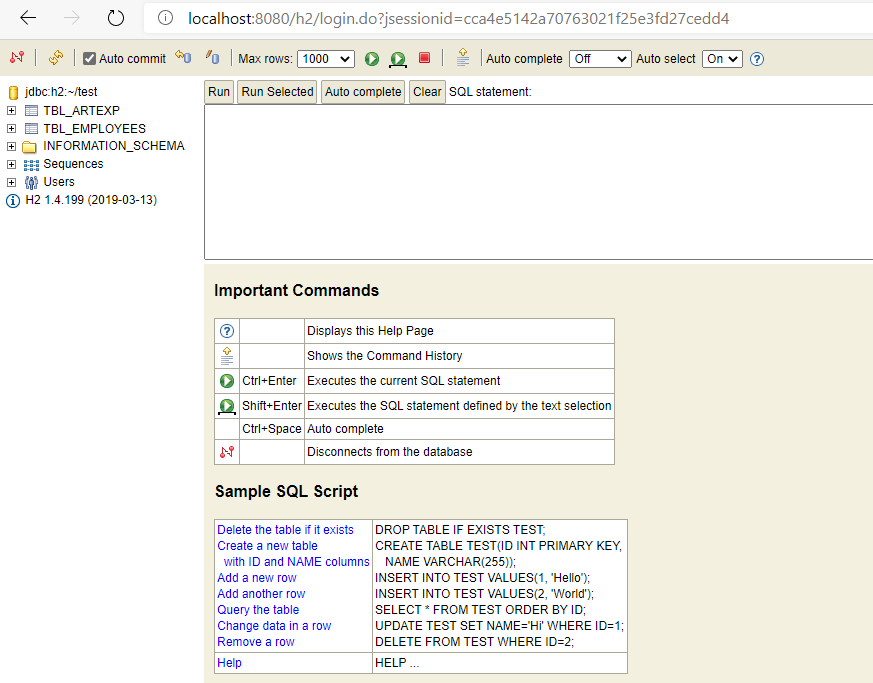 localhost:8080/h2/login.do?jsessionid=cca4e5142a70763021f25e3fd27cedd4
Auto commit Max rows: 1000 Auto complete Off Auto select On
jdbc:h2:~/test
TBL_ARTEXP
TBL_EMPLOYEES
INFORMATION_SCHEMA
Sequences
Users
H2 1.4.199 (2019-03-13)
Run Run Selected Auto complete Clear SQL statement:
Important Commands
Displays this Help Page
Shows the Command History
Ctrl+Enter Executes the current SQL statement
Shift+Enter Executes the SQL statement defined by the text selection
Ctrl+Space Auto complete
Disconnects from the database
Sample SQL Script
Delete the table if it exists DROP TABLE IF EXISTS TEST;
Create a new table CREATE TABLE TEST(ID INT PRIMARY KEY,
with ID and NAME columns NAME VARCHAR(255));
Add a new row INSERT INTO TEST VALUES(1, 'Hello');
Add another row INSERT INTO TEST VALUES(2, 'World');
Query the table SELECT * FROM TEST ORDER BY ID;
Change data in a row UPDATE TEST SET NAME='Hi' WHERE ID=1;
Remove a row DELETE FROM TEST WHERE ID=2;
Help HELP ...